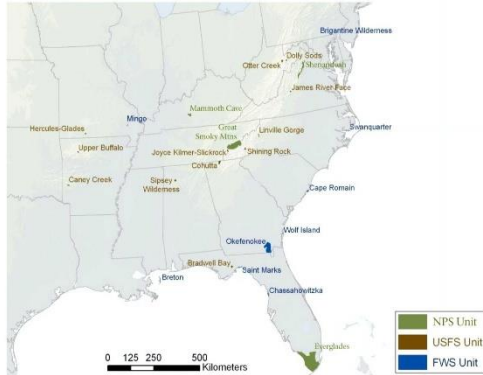 Brigantine Wilderness
Dolly Sods
Otter Creek
Shenandoah
James River Face
Mammoth Cave
Mingo
Hercules-Glades
Great
Smoky Mtns
Linville Gorge
Swanquarter
Upper Buffalo
Joyce Kilmer-Slickrock
Shining Rock
Cohutta
Caney Creek
Sipsey
Wilderness
Cape Romain
Wolf Island
Okefenokee
Bradwell Bay
Saint Marks
Breton
Chassahowitzka
Everglades
NPS Unit
USFS Unit
FWS Unit
0 125 250 500
Kilometers